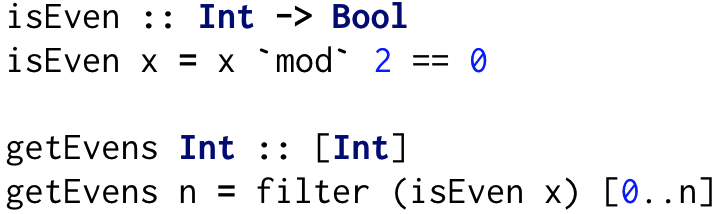 isEven :: Int -> Bool
isEven x = x `mod` 2 == 0
getEvens Int :: [Int]
getEvens n = filter (isEven x) [0..n]